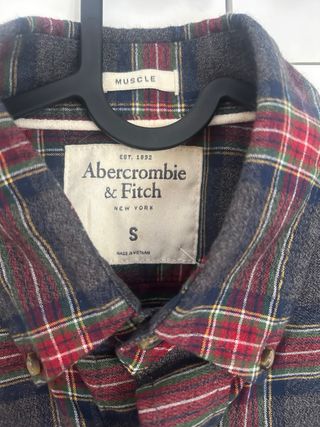 MUSCLE
EST. 1892
Abercrombie
& Fitch
NEW YORK
S
MADE IN VIETNAM